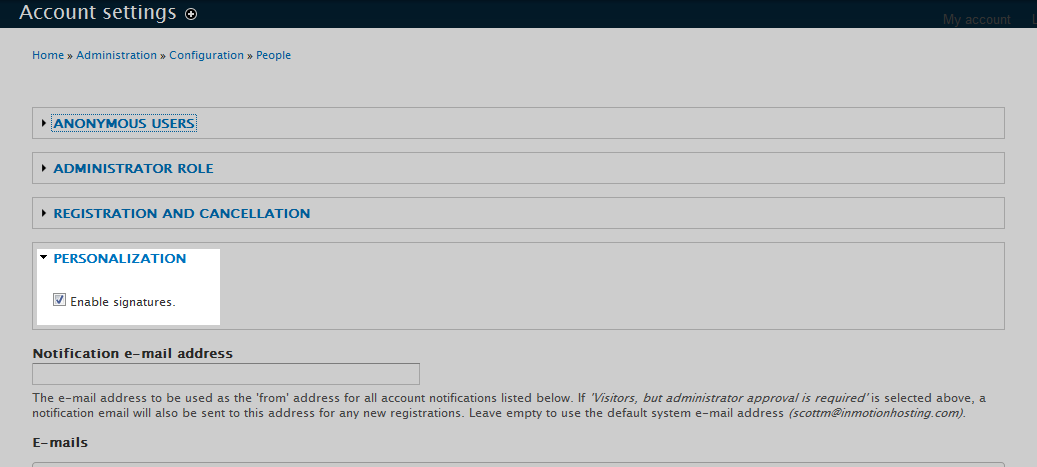 Account settings
My account L
Home » Administration » Configuration » People
ANONYMOUS USERS
ADMINISTRATOR ROLE
REGISTRATION AND CANCELLATION
PERSONALIZATION
Enable signatures.
Notification e-mail address
The e-mail address to be used as the 'from' address for all account notifications listed below. If 'Visitors, but administrator approval is required' is selected above, a
notification email will also be sent to this address for any new registrations. Leave empty to use the default system e-mail address (scottm@inmotionhosting.com).
E-mails